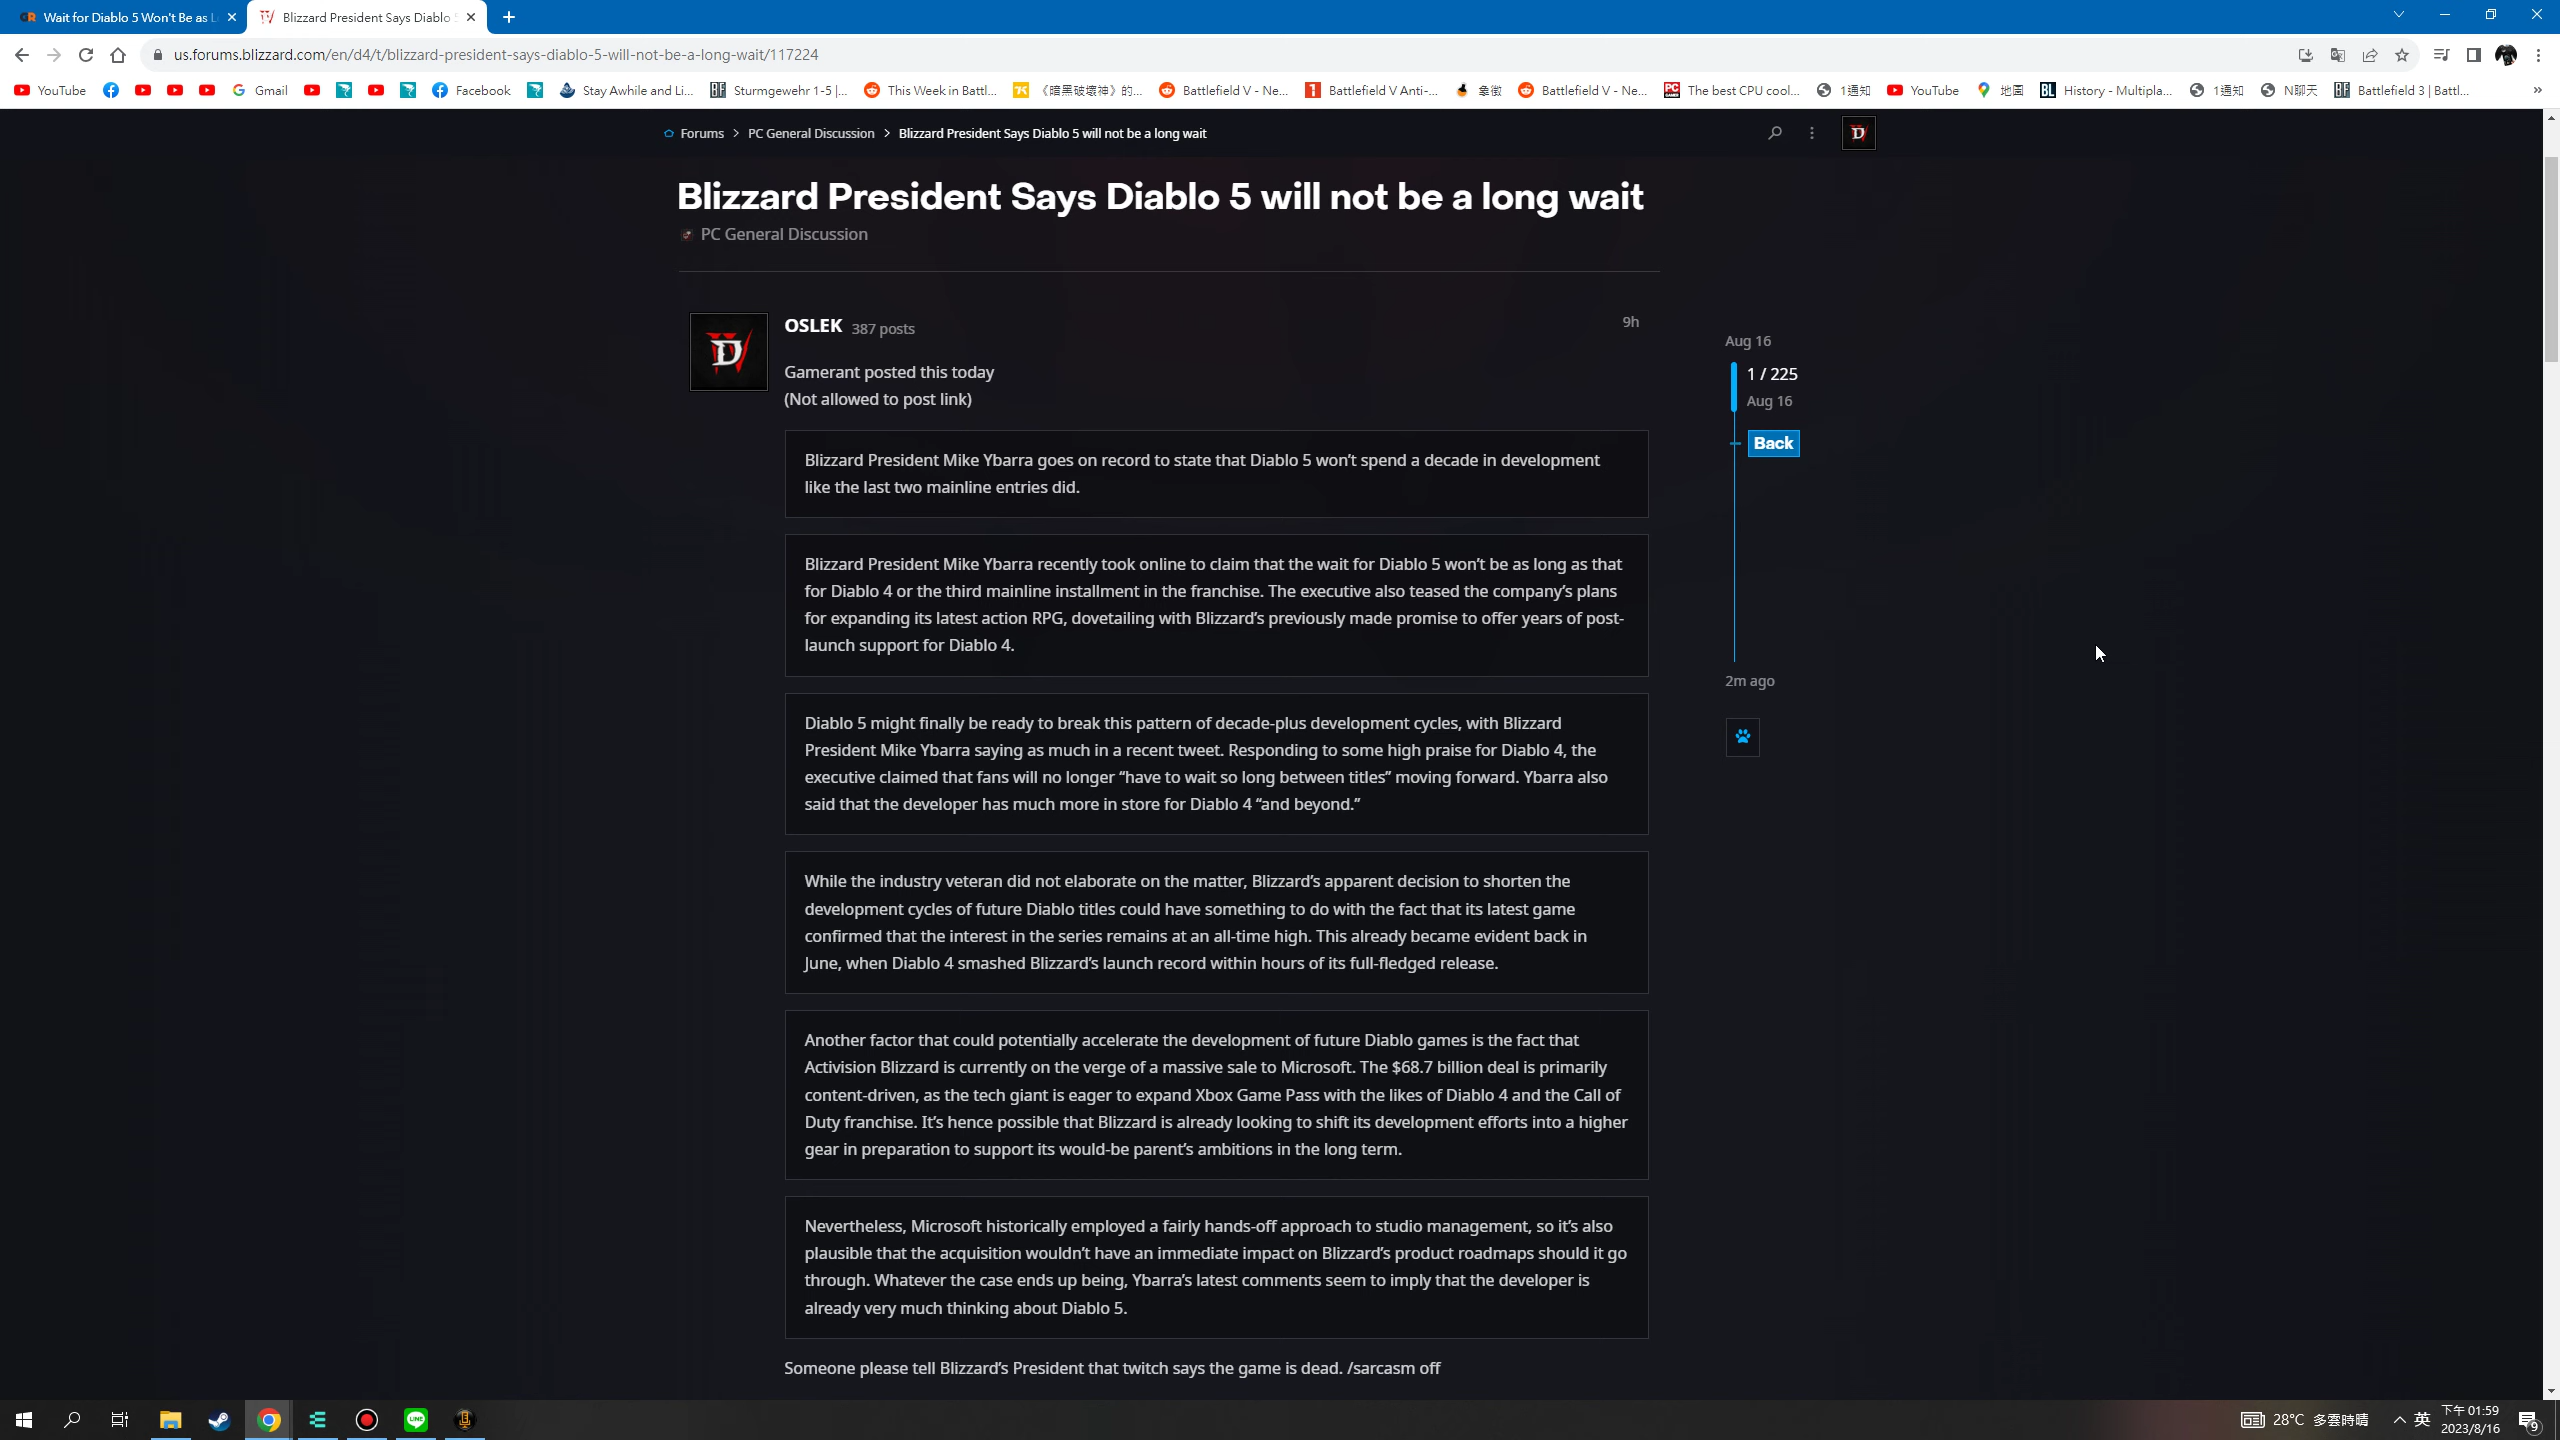 Wait for Diablo 5 Won't Be as L
Blizzard President Says Diablo 5
us.forums.blizzard.com/en/d4/t/blizzard-president-says-diablo-5-will-not-be-a-long-wait/117224
YouTube
Gmail
Facebook
Stay Awhile and Li...
Sturmgewehr 1-5 |...
This Week in Battl...
《暗黑破壞神》的...
Battlefield V - Ne...
Battlefield V Anti-...
象徵
Battlefield V - Ne...
The best CPU cool...
1通知
YouTube
地圖
History - Multipla...
1通知
N聊天
Battlefield 3 | Battl...
»
Forums > PC General Discussion > Blizzard President Says Diablo 5 will not be a long wait
Blizzard President Says Diablo 5 will not be a long wait
PC General Discussion
OSLEK 387 posts
9h
Gamerant posted this today
(Not allowed to post link)
Blizzard President Mike Ybarra goes on record to state that Diablo 5 won't spend a decade in development
like the last two mainline entries did.
Blizzard President Mike Ybarra recently took online to claim that the wait for Diablo 5 won't be as long as that
for Diablo 4 or the third mainline installment in the franchise. The executive also teased the company's plans
for expanding its latest action RPG, dovetailing with Blizzard's previously made promise to offer years of post-
launch support for Diablo 4.
Diablo 5 might finally be ready to break this pattern of decade-plus development cycles, with Blizzard
President Mike Ybarra saying as much in a recent tweet. Responding to some high praise for Diablo 4, the
executive claimed that fans will no longer “have to wait so long between titles” moving forward. Ybarra also
said that the developer has much more in store for Diablo 4 “and beyond.”
While the industry veteran did not elaborate on the matter, Blizzard's apparent decision to shorten the
development cycles of future Diablo titles could have something to do with the fact that its latest game
confirmed that the interest in the series remains at an all-time high. This already became evident back in
June, when Diablo 4 smashed Blizzard's launch record within hours of its full-fledged release.
Another factor that could potentially accelerate the development of future Diablo games is the fact that
Activision Blizzard is currently on the verge of a massive sale to Microsoft. The $68.7 billion deal is primarily
content-driven, as the tech giant is eager to expand Xbox Game Pass with the likes of Diablo 4 and the Call of
Duty franchise. It's hence possible that Blizzard is already looking to shift its development efforts into a higher
gear in preparation to support its would-be parent's ambitions in the long term.
Nevertheless, Microsoft historically employed a fairly hands-off approach to studio management, so it's also
plausible that the acquisition wouldn't have an immediate impact on Blizzard's product roadmaps should it go
through. Whatever the case ends up being, Ybarra's latest comments seem to imply that the developer is
already very much thinking about Diablo 5.
Someone please tell Blizzard's President that twitch says the game is dead. /sarcasm off
Aug 16
1 / 225
Aug 16
Back
2m ago
28°C 多雲時晴
英
下午 01:59
2023/8/16
9